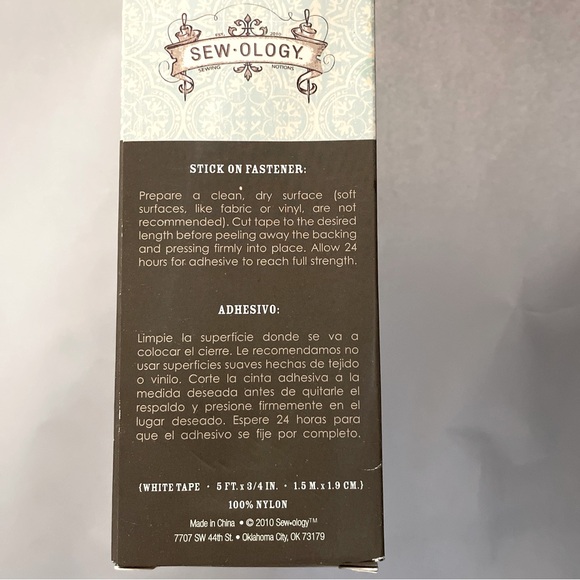 EST. 2010
SEW•OLOGY™
SEWING NOTIONS
STICK ON FASTENER:
Prepare a clean, dry surface (soft
surfaces, like fabric or vinyl, are not
recommended). Cut tape to the desired
length before peeling away the backing
and pressing firmly into place. Allow 24
hours for adhesive to reach full strength.
ADHESIVO:
Limpie la superfície donde se va a
colocar el cierre. Le recomendamos no
usar superficies suaves hechas de tejido
o vinilo. Corte la cinta adhesiva a la
medida deseada antes de quitarle el
respaldo y presione firmemente en el
lugar deseado. Espere 24 horas para
que el adhesivo se fije por completo.
(WHITE TAPE • 5 FT. x 3/4 IN. • 1.5 M. x 1.9 CM.)
100% NYLON
Made in China • © 2010 Sew•ology™
7707 SW 44th St. • Oklahoma City, OK 73179